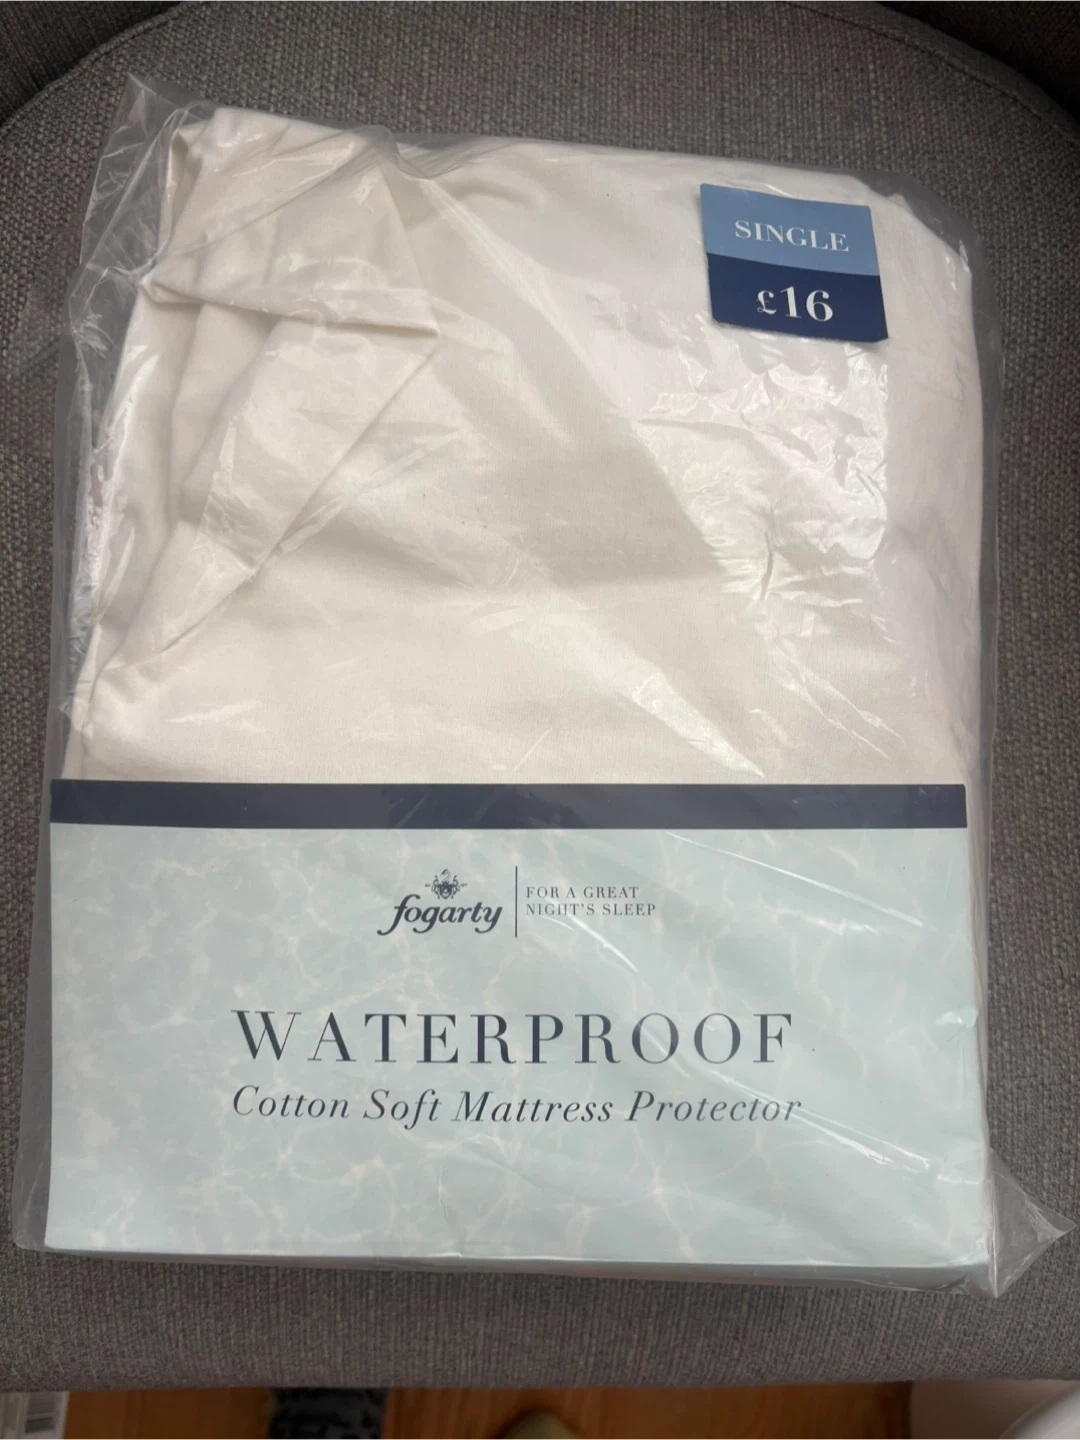 SINGLE
£16
fogarty
FOR A GREAT
NIGHT'S SLEEP
WATERPROOF
Cotton Soft Mattress Protector